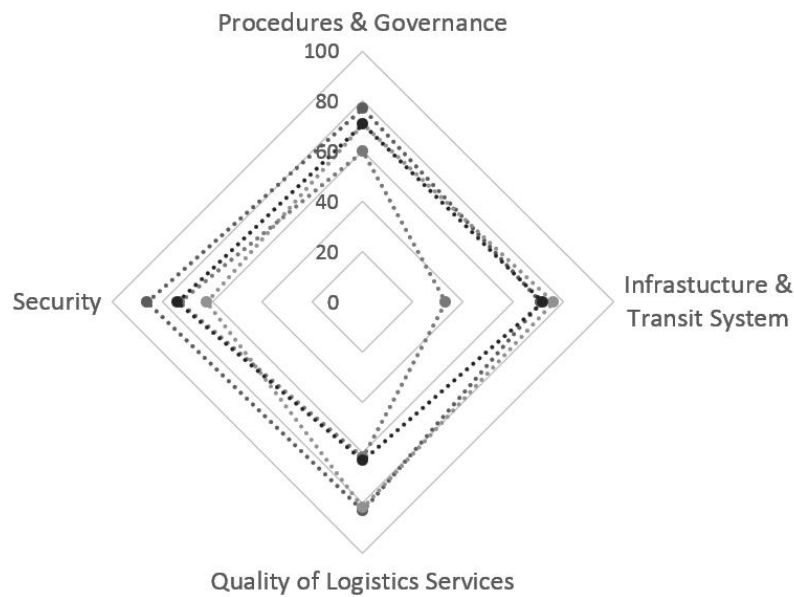 Procedures & Governance
100
80
60
40
20
0
Security
Infrastucture &
Transit System
Quality of Logistics Services